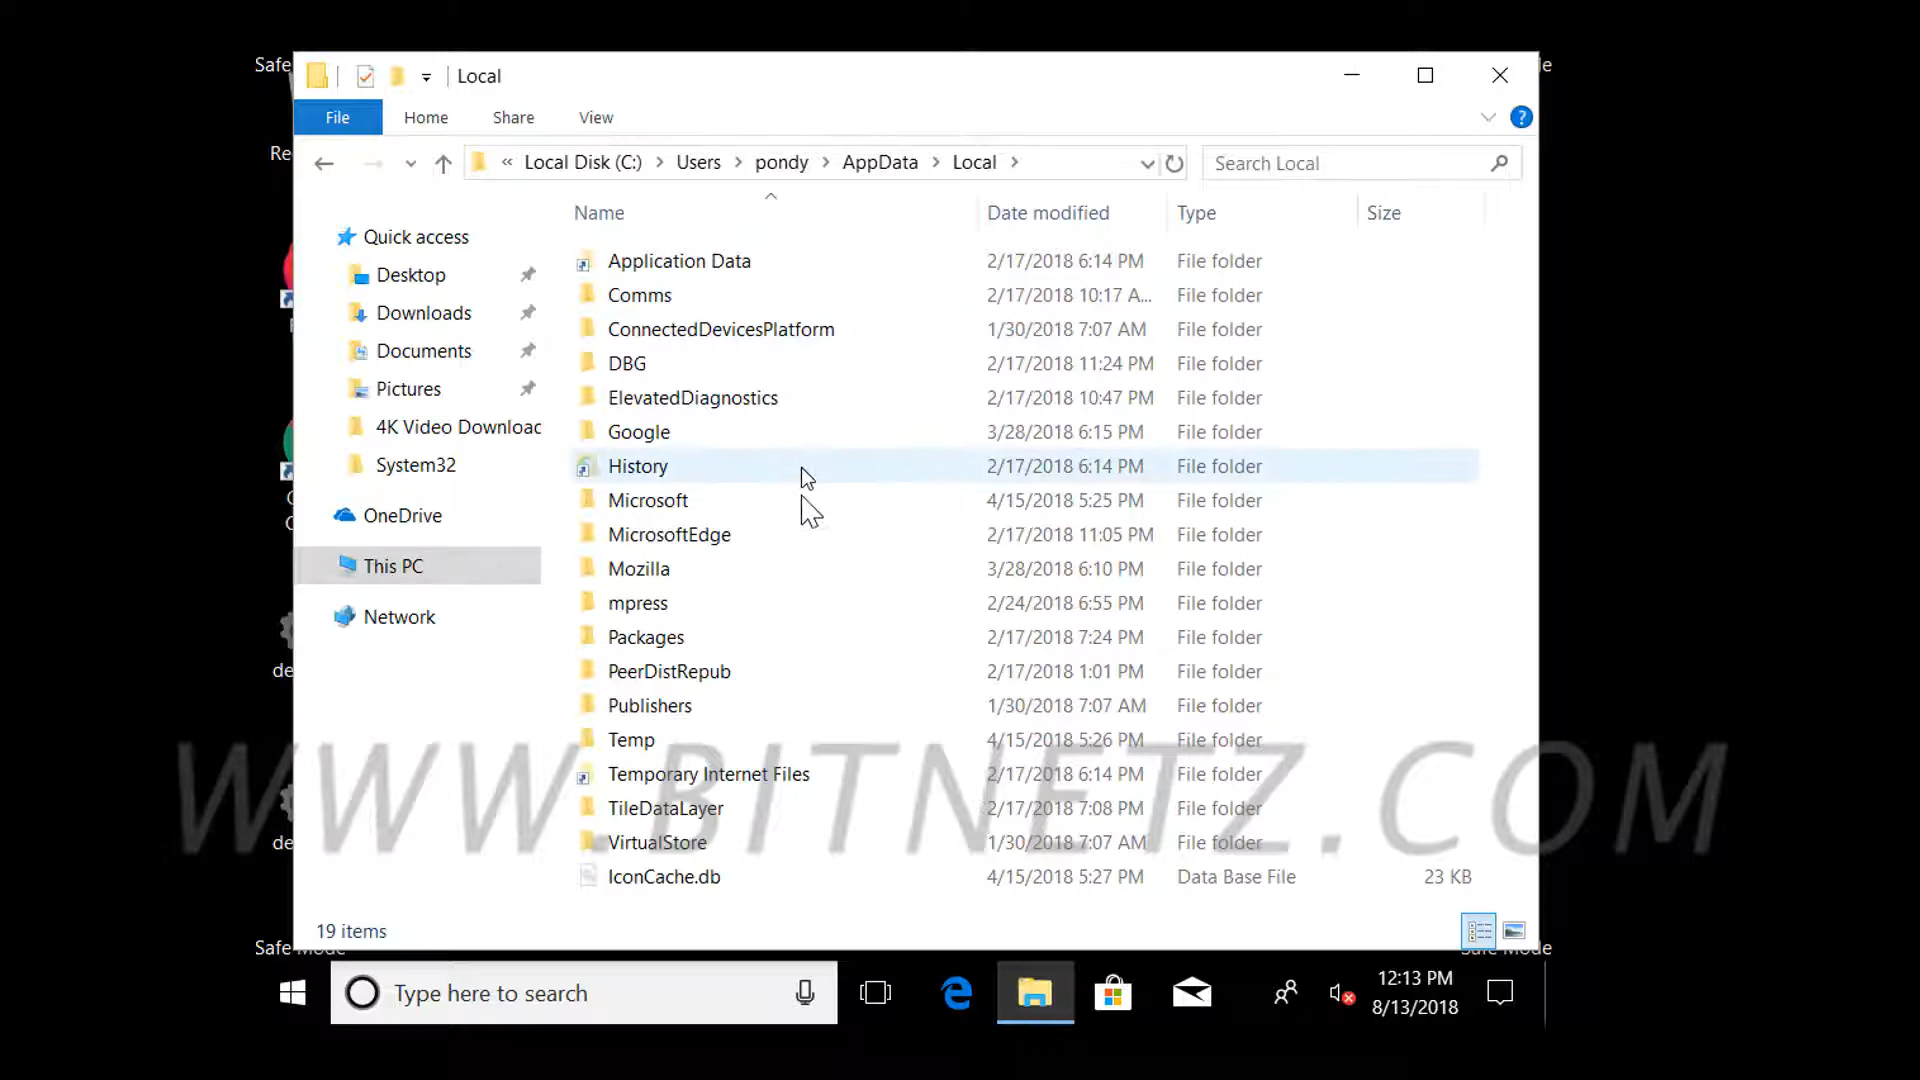 Safe
Local
File
Home
Share
View
?
Re
« Local Disk (C:) > Users > pondy > AppData > Local >
Search Local
Name
Date modified
Type
Size
Quick access
Desktop
Downloads
Documents
Pictures
4K Video Downloac
System32
OneDrive
This PC
Network
Application Data 2/17/2018 6:14 PM File folder
Comms 2/17/2018 10:17 A... File folder
ConnectedDevicesPlatform 1/30/2018 7:07 AM File folder
DBG 2/17/2018 11:24 PM File folder
ElevatedDiagnostics 2/17/2018 10:47 PM File folder
Google 3/28/2018 6:15 PM File folder
History 2/17/2018 6:14 PM File folder
Microsoft 4/15/2018 5:25 PM File folder
MicrosoftEdge 2/17/2018 11:05 PM File folder
Mozilla 3/28/2018 6:10 PM File folder
mpress 2/24/2018 6:55 PM File folder
Packages 2/17/2018 7:24 PM File folder
PeerDistRepub 2/17/2018 1:01 PM File folder
Publishers 1/30/2018 7:07 AM File folder
Temp 4/15/2018 5:26 PM File folder
Temporary Internet Files 2/17/2018 6:14 PM File folder
TileDataLayer 2/17/2018 7:08 PM File folder
VirtualStore 1/30/2018 7:07 AM File folder
IconCache.db 4/15/2018 5:27 PM Data Base File 23 KB
WWW.BITNETZ.COM
de
de
19 items
Safe Mode
Safe Mode
Type here to search
12:13 PM
8/13/2018